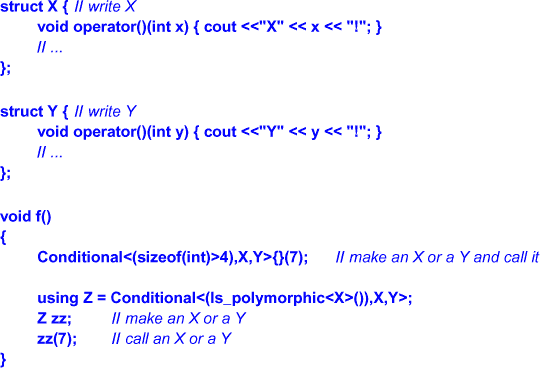 struct X { // write X
void operator()(int x) { cout <<"X" << x << "!"; }
// ...
};
struct Y { // write Y
void operator()(int y) { cout <<"Y" << y << "!"; }
// ...
};
void f()
{
Conditional<(sizeof(int)>4),X,Y>{}(7); // make an X or a Y and call it
using Z = Conditional<(Is_polymorphic<X>()),X,Y>;
Z zz; // make an X or a Y
zz(7); // call an X or a Y
}